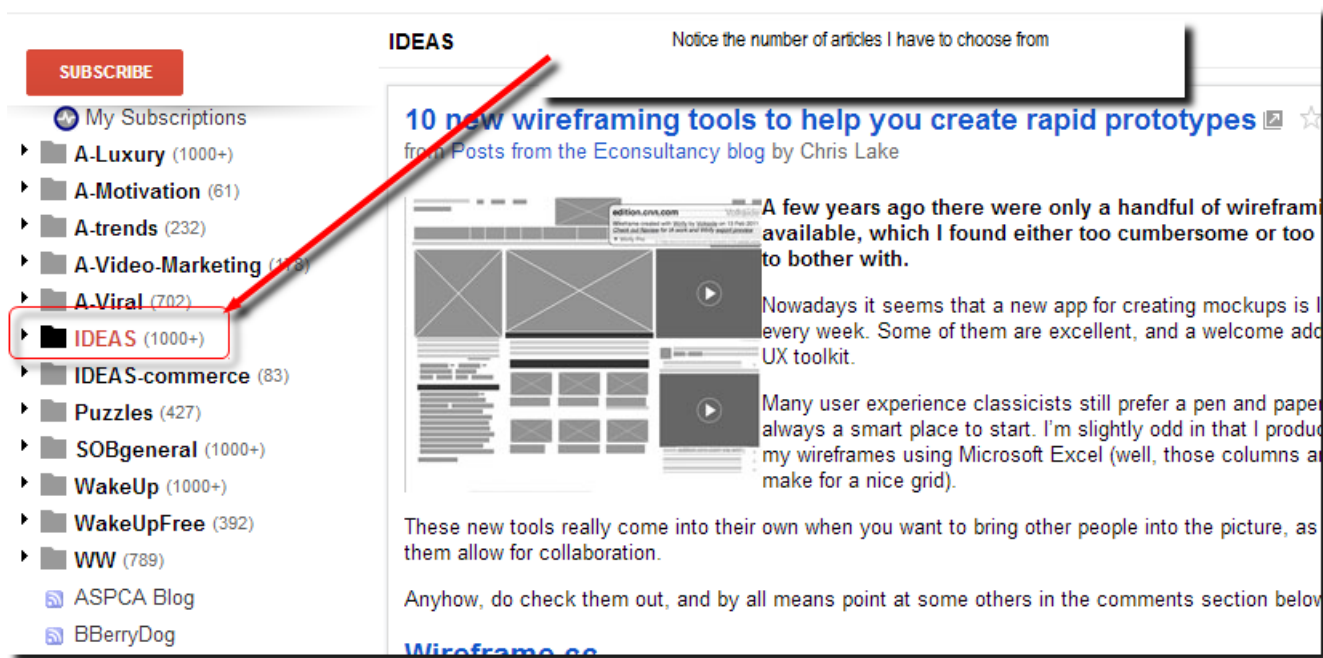 IDEAS
Notice the number of articles I have to choose from
SUBSCRIBE
My Subscriptions
A-Luxury (1000+)
A-Motivation (61)
A-trends (232)
A-Video-Marketing (178)
A-Viral (702)
IDEAS (1000+)
IDEAS-commerce (83)
Puzzles (427)
SOBgeneral (1000+)
WakeUp (1000+)
WakeUpFree (392)
WW (789)
ASPCA Blog
BBerryDog
10 new wireframing tools to help you create rapid prototypes
from Posts from the Econsultancy blog by Chris Lake
edition.cnn.com
A few years ago there were only a handful of wireframi
available, which I found either too cumbersome or too
to bother with.
Nowadays it seems that a new app for creating mockups is l
every week. Some of them are excellent, and a welcome add
UX toolkit.
Many user experience classicists still prefer a pen and paper
always a smart place to start. I'm slightly odd in that I produc
my wireframes using Microsoft Excel (well, those columns a
make for a nice grid).
These new tools really come into their own when you want to bring other people into the picture, as
them allow for collaboration.
Anyhow, do check them out, and by all means point at some others in the comments section below
Wireframe.cc